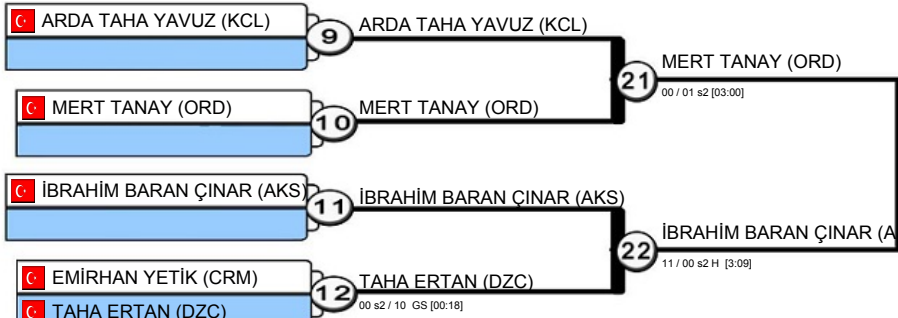 ARDA TAHA YAVUZ (KCL)
9
ARDA TAHA YAVUZ (KCL)
MERT TANAY (ORD)
21
00 / 01 s2 [03:00]
MERT TANAY (ORD)
10
MERT TANAY (ORD)
İBRAHİM BARAN ÇINAR (AKS)
11
İBRAHİM BARAN ÇINAR (AKS)
İBRAHİM BARAN ÇINAR (A
22
11 / 00 s2 H [3:09]
EMİRHAN YETİK (CRM)
12
TAHA ERTAN (DZC)
00 s2 / 10 GS [00:18]
TAHA ERTAN (DZC)